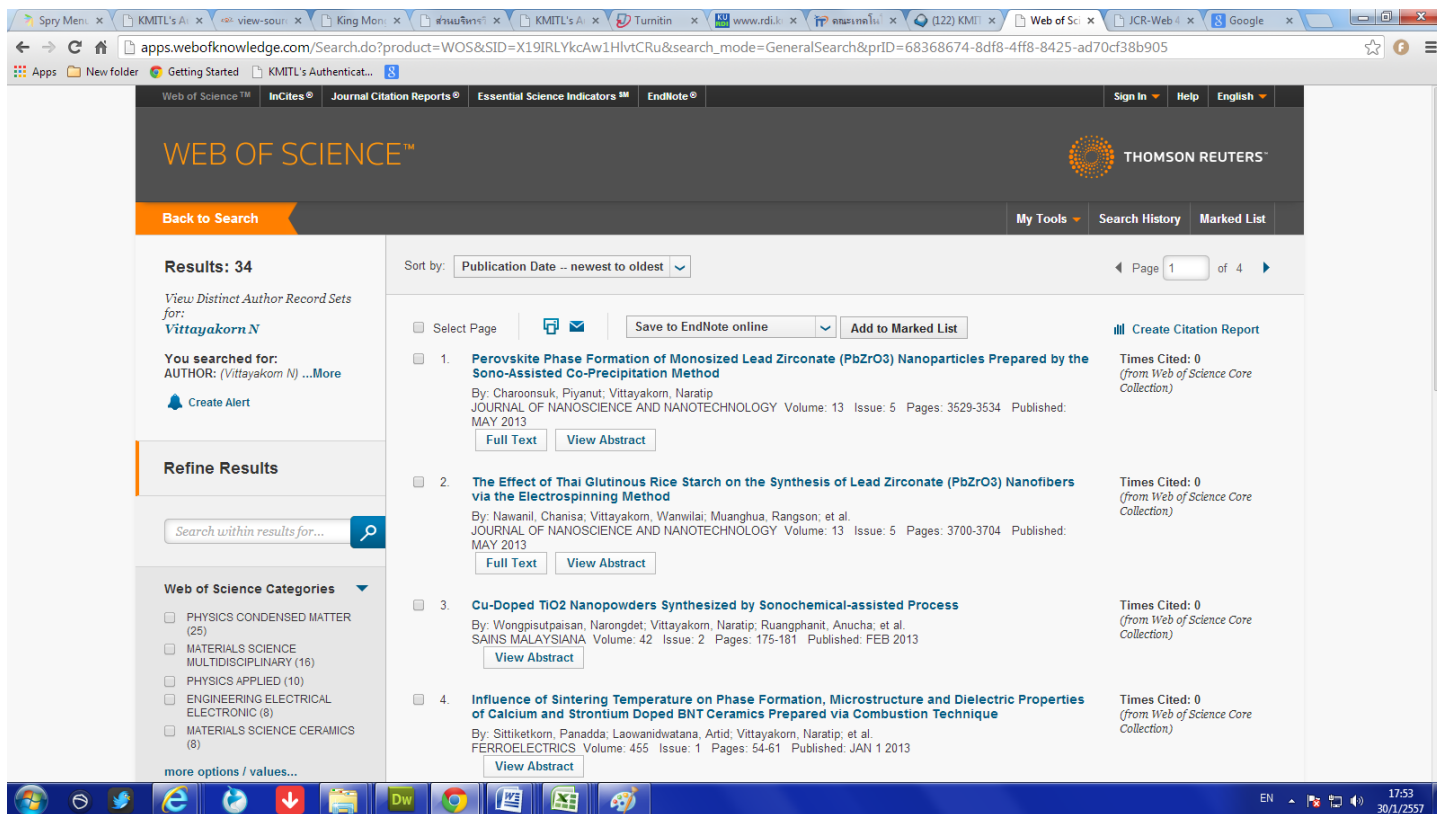 Spry Menu
KMITL's A
view-sour
King Mon
ส่วนบริหารวิ
KMITL's A
Turnitin
www.rdi.k
คณะเทคโน
(122) KMIT
Web of Sci
JCR-Web 4
Google
apps.webofknowledge.com/Search.do?product=WOS&SID=X19IRLYkcAw1HlvtCRu&search_mode=GeneralSearch&prID=68368674-8df8-4ff8-8425-ad70cf38b905
Apps New folder Getting Started KMITL's Authenticat...
Web of Science™ InCites® Journal Citation Reports® Essential Science Indicators℠ EndNote® Sign In Help English
WEB OF SCIENCE™
THOMSON REUTERS™
Back to Search
My Tools Search History Marked List
Results: 34
View Distinct Author Record Sets
for:
Vittayakorn N
You searched for:
AUTHOR: (Vittayakorn N) ...More
Create Alert
Refine Results
Search within results for...
Web of Science Categories
PHYSICS CONDENSED MATTER
(25)
MATERIALS SCIENCE
MULTIDISCIPLINARY (16)
PHYSICS APPLIED (10)
ENGINEERING ELECTRICAL
ELECTRONIC (8)
MATERIALS SCIENCE CERAMICS
(8)
more options / values...
Sort by: Publication Date -- newest to oldest
Page 1 of 4
Select Page Save to EndNote online Add to Marked List
Create Citation Report
1. Perovskite Phase Formation of Monosized Lead Zirconate (PbZrO3) Nanoparticles Prepared by the
Sono-Assisted Co-Precipitation Method
By: Charoonsuk, Piyanut; Vittayakorn, Naratip
JOURNAL OF NANOSCIENCE AND NANOTECHNOLOGY Volume: 13 Issue: 5 Pages: 3529-3534 Published:
MAY 2013
Full Text View Abstract
Times Cited: 0
(from Web of Science Core
Collection)
2. The Effect of Thai Glutinous Rice Starch on the Synthesis of Lead Zirconate (PbZrO3) Nanofibers
via the Electrospinning Method
By: Nawanil, Chanisa; Vittayakorn, Wanwilai; Muanghua, Rangson; et al.
JOURNAL OF NANOSCIENCE AND NANOTECHNOLOGY Volume: 13 Issue: 5 Pages: 3700-3704 Published:
MAY 2013
Full Text View Abstract
Times Cited: 0
(from Web of Science Core
Collection)
3. Cu-Doped TiO2 Nanopowders Synthesized by Sonochemical-assisted Process
By: Wongpisutpaisan, Narongdet; Vittayakorn, Naratip; Ruangphanit, Anucha; et al.
SAINS MALAYSIANA Volume: 42 Issue: 2 Pages: 175-181 Published: FEB 2013
View Abstract
Times Cited: 0
(from Web of Science Core
Collection)
4. Influence of Sintering Temperature on Phase Formation, Microstructure and Dielectric Properties
of Calcium and Strontium Doped BNT Ceramics Prepared via Combustion Technique
By: Sittiketkorn, Panadda; Laowanidwatana, Artid; Vittayakorn, Naratip; et al.
FERROELECTRICS Volume: 455 Issue: 1 Pages: 54-61 Published: JAN 1 2013
View Abstract
Times Cited: 0
(from Web of Science Core
Collection)
Dw
EN
17:53
30/1/2557